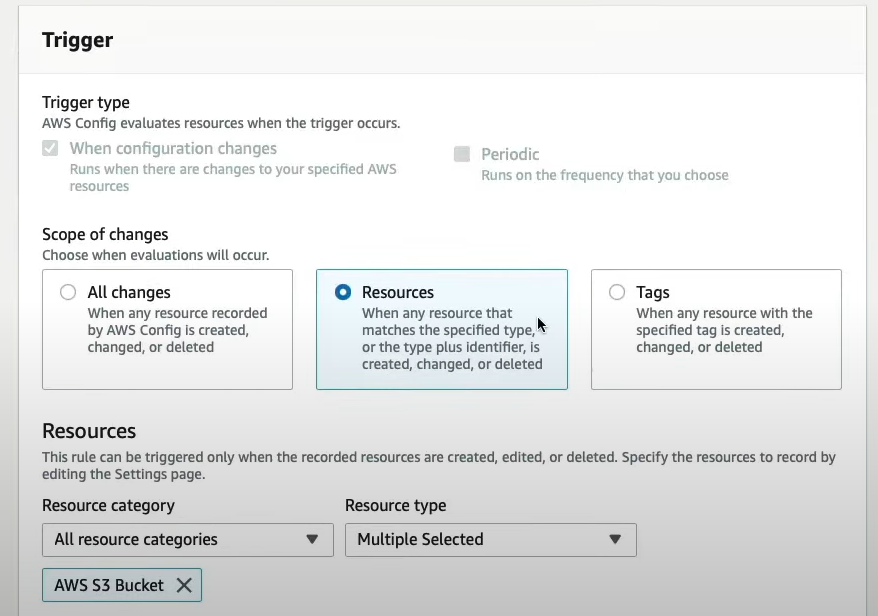 Trigger
Trigger type
AWS Config evaluates resources when the trigger occurs.
When configuration changes
Runs when there are changes to your specified AWS
resources
Periodic
Runs on the frequency that you choose
Scope of changes
Choose when evaluations will occur.
All changes
When any resource recorded
by AWS Config is created,
changed, or deleted
Resources
When any resource that
matches the specified type,
or the type plus identifier, is
created, changed, or deleted
Tags
When any resource with the
specified tag is created,
changed, or deleted
Resources
This rule can be triggered only when the recorded resources are created, edited, or deleted. Specify the resources to record by
editing the Settings page.
Resource category
All resource categories
Resource type
Multiple Selected
AWS S3 Bucket